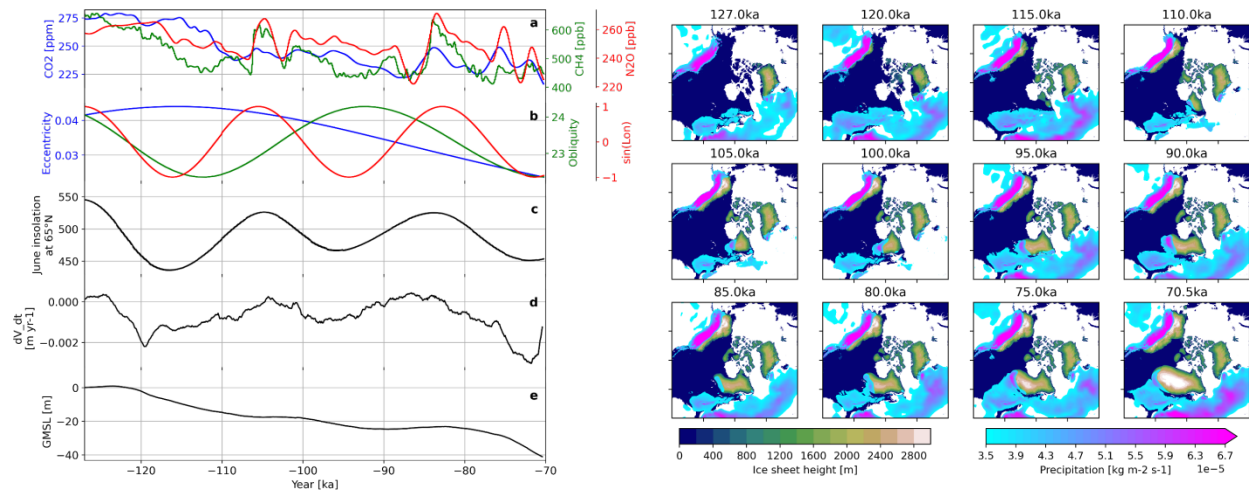 a
CO2 [ppm]
275
250
225
600
500
400
CH4 [ppb]
260
240
220
N2O [ppb]
b
Eccentricity
0.04
0.03
24
23
Obliquity
1
0
−1
sin(Lon)
c
June insolation
at 65°N
550
500
450
d
dV_dt
[m yr-1]
0.000
−0.002
e
GMSL [m]
0
−20
−40
−120
−110
−100
−90
−80
−70
Year [ka]
127.0ka
120.0ka
115.0ka
110.0ka
105.0ka
100.0ka
95.0ka
90.0ka
85.0ka
80.0ka
75.0ka
70.5ka
0 400 800 1200 1600 2000 2400 2800
Ice sheet height [m]
3.5 3.9 4.3 4.7 5.1 5.5 5.9 6.3 6.7
Precipitation [kg m-2 s-1]
1e−5